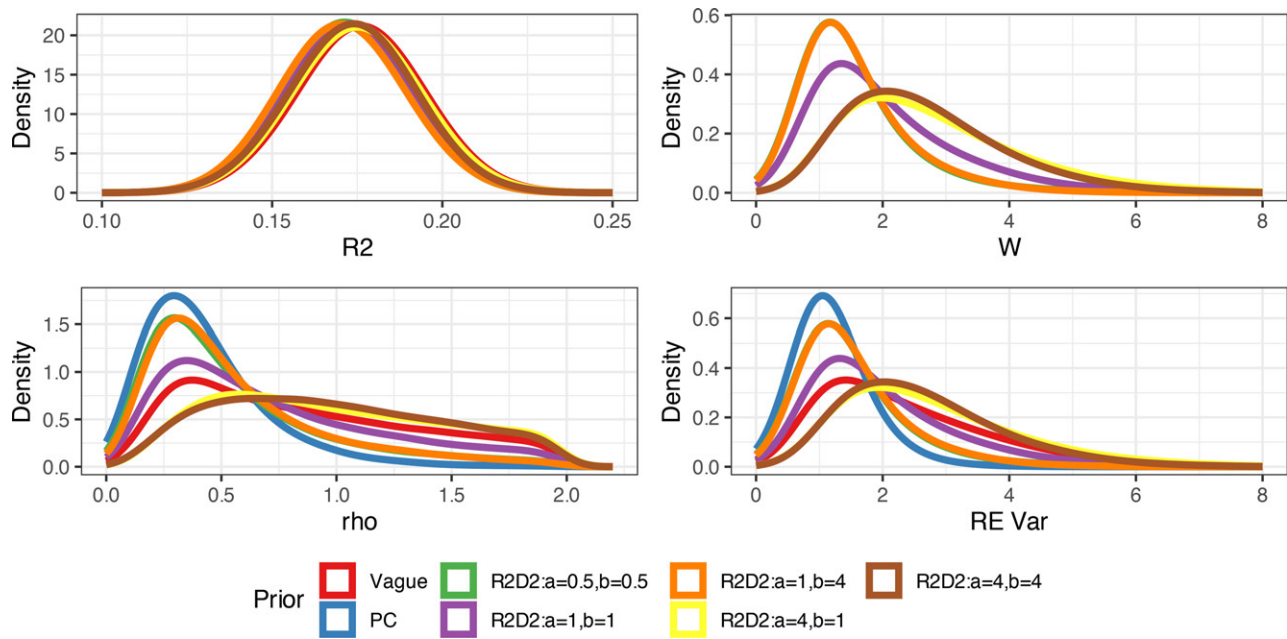 Density
20
15
10
5
0
0.10
0.15
0.20
0.25
R2
Density
0.6
0.4
0.2
0.0
0
2
4
6
8
W
Density
1.5
1.0
0.5
0.0
0.0
0.5
1.0
1.5
2.0
rho
Density
0.6
0.4
0.2
0.0
0
2
4
6
8
RE Var
Prior
Vague
R2D2:a=0.5,b=0.5
R2D2:a=1,b=4
R2D2:a=4,b=4
PC
R2D2:a=1,b=1
R2D2:a=4,b=1